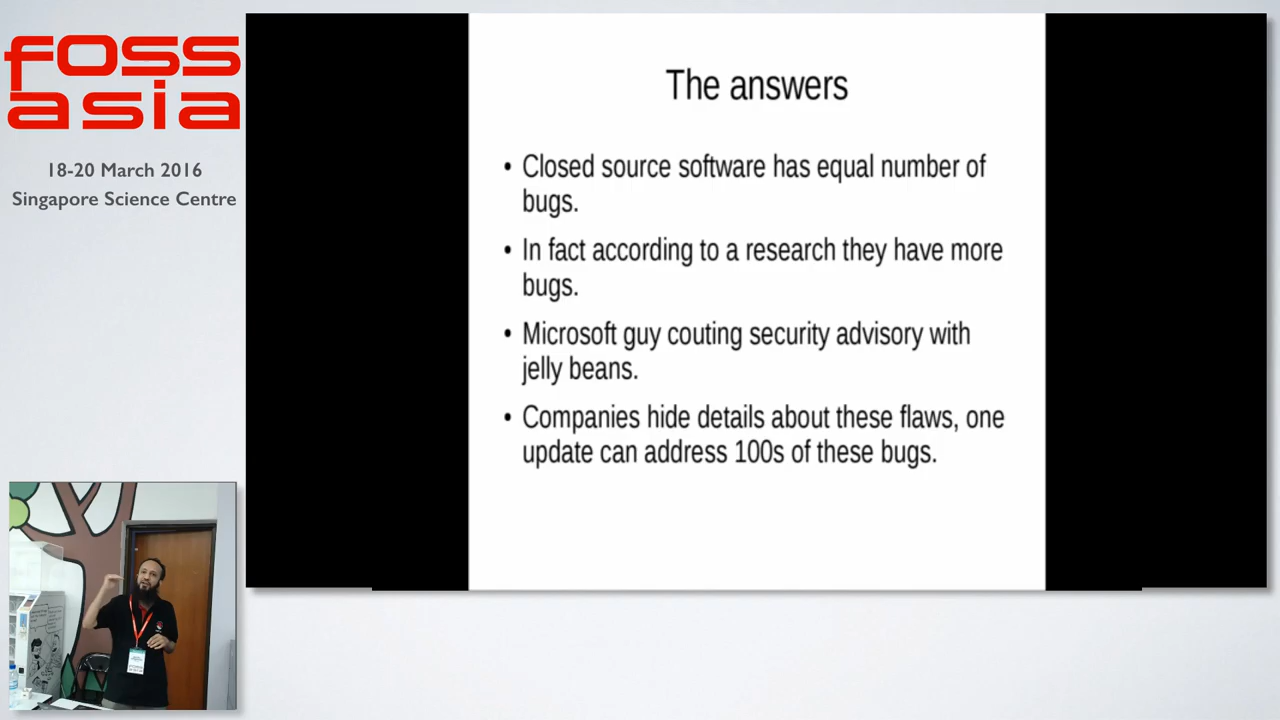 foss
asia
18-20 March 2016
Singapore Science Centre
The answers
• Closed source software has equal number of
bugs.
• In fact according to a research they have more
bugs.
• Microsoft guy couting security advisory with
jelly beans.
• Companies hide details about these flaws, one
update can address 100s of these bugs.